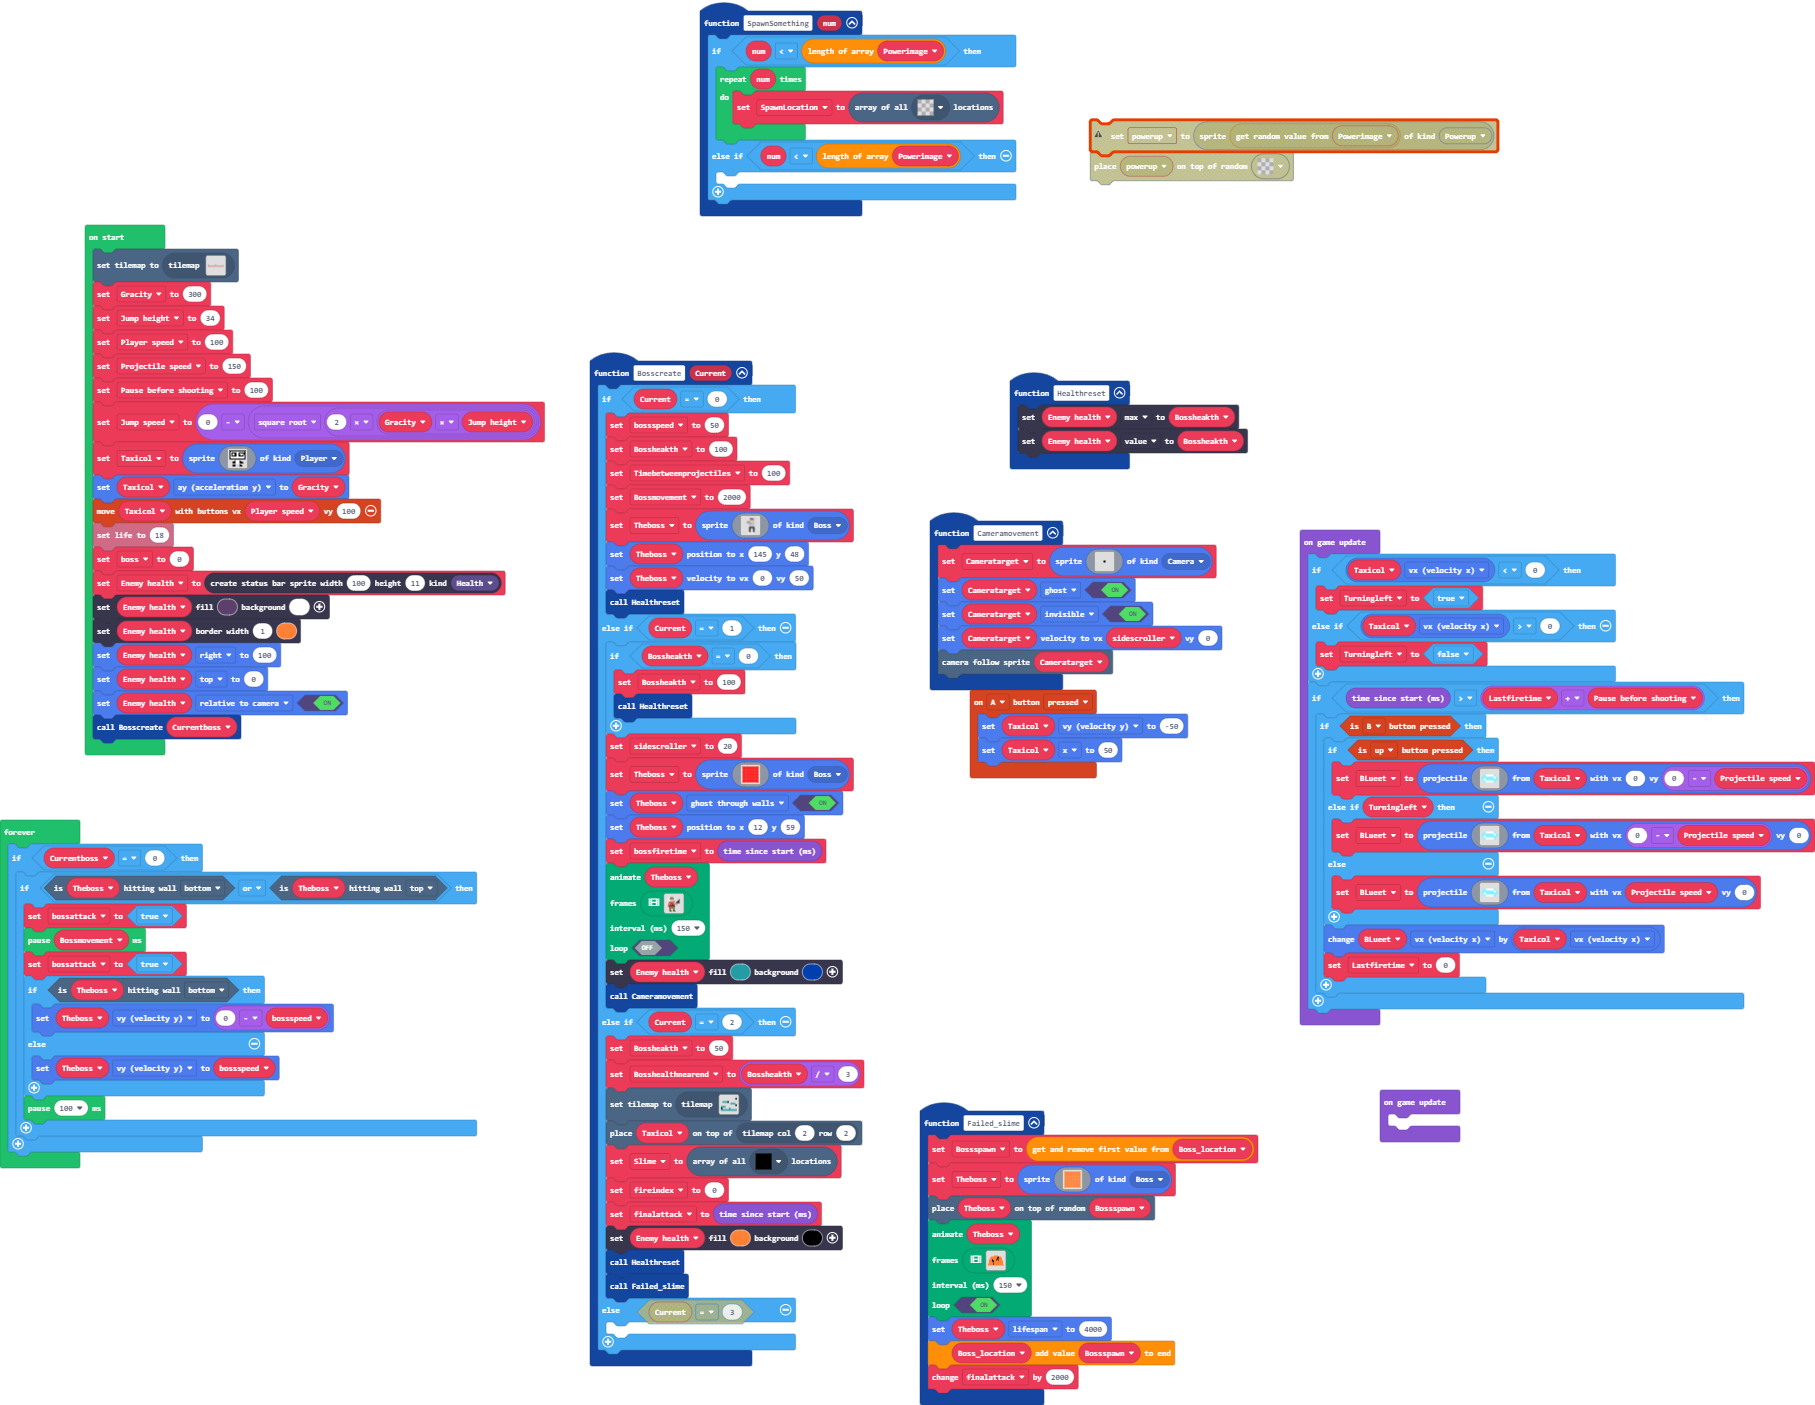 function SpawnSomething num
if num < length of array Powerimage then
repeat num times
do set SpawnLocation to array of all locations
else if num < length of array Powerimage then
set powerup to sprite get random value from Powerimage of kind Powerup
place powerup on top of random
on start
set tilemap to tilemap
set Gracity to 300
set Jump height to 34
set Player speed to 100
set Projectile speed to 150
set Pause before shooting to 100
set Jump speed to 0 - square root 2 × Gracity × Jump height
set Taxicol to sprite of kind Player
set Taxicol ay (acceleration y) to Gracity
move Taxicol with buttons vx Player speed vy 100
set life to 18
set boss to 0
set Enemy health to create status bar sprite width 100 height 11 kind Health
set Enemy health fill background
set Enemy health border width 1
set Enemy health right to 100
set Enemy health top to 0
set Enemy health relative to camera ON
call Bosscreate Currentboss
forever
if Currentboss = 0 then
if is Theboss hitting wall bottom or is Theboss hitting wall top then
set bossattack to true
pause Bossmovement ms
set bossattack to true
if is Theboss hitting wall bottom then
set Theboss vy (velocity y) to 0 - bossspeed
else
set Theboss vy (velocity y) to bossspeed
pause 100 ms
function Bosscreate Current
if Current = 0 then
set bossspeed to 50
set Bossheakth to 100
set Timebetweenprojectiles to 100
set Bossmovement to 2000
set Theboss to sprite of kind Boss
set Theboss position to x 145 y 48
set Theboss velocity to vx 0 vy 50
call Healthreset
else if Current = 1 then
if Bossheakth = 0 then
set Bossheakth to 100
call Healthreset
set sidescroller to 20
set Theboss to sprite of kind Boss
set Theboss ghost through walls ON
set Theboss position to x 12 y 59
set bossfiretime to time since start (ms)
animate Theboss
frames
interval (ms) 150
loop OFF
set Enemy health fill background
call Cameramovement
else if Current = 2 then
set Bossheakth to 50
set Bosshealthnearend to Bossheakth / 3
set tilemap to tilemap
place Taxicol on top of tilemap col 2 row 2
set Slime to array of all locations
set fireindex to 0
set finalattack to time since start (ms)
set Enemy health fill background
call Healthreset
call Failed_slime
else Current = 3
function Healthreset
set Enemy health max to Bossheakth
set Enemy health value to Bossheakth
function Cameramovement
set Cameratarget to sprite of kind Camera
set Cameratarget ghost ON
set Cameratarget invisible ON
set Cameratarget velocity to vx sidescroller vy 0
camera follow sprite Cameratarget
on A button pressed
set Taxicol vy (velocity y) to -50
set Taxicol x to 50
function Failed_slime
set Bossspawn to get and remove first value from Boss_location
set Theboss to sprite of kind Boss
place Theboss on top of random Bossspawn
animate Theboss
frames
interval (ms) 150
loop ON
set Theboss lifespan to 4000
Boss_location add value Bossspawn to end
change finalattack by 2000
on game update
if Taxicol vx (velocity x) < 0 then
set Turningleft to true
else if Taxicol vx (velocity x) > 0 then
set Turningleft to false
if time since start (ms) > Lastfiretime + Pause before shooting then
if is B button pressed then
if is up button pressed then
set BLueet to projectile from Taxicol with vx 0 vy 0 - Projectile speed
else if Turningleft then
set BLueet to projectile from Taxicol with vx 0 - Projectile speed vy 0
else
set BLueet to projectile from Taxicol with vx Projectile speed vy 0
change BLueet vx (velocity x) by Taxicol vx (velocity x)
set Lastfiretime to 0
on game update